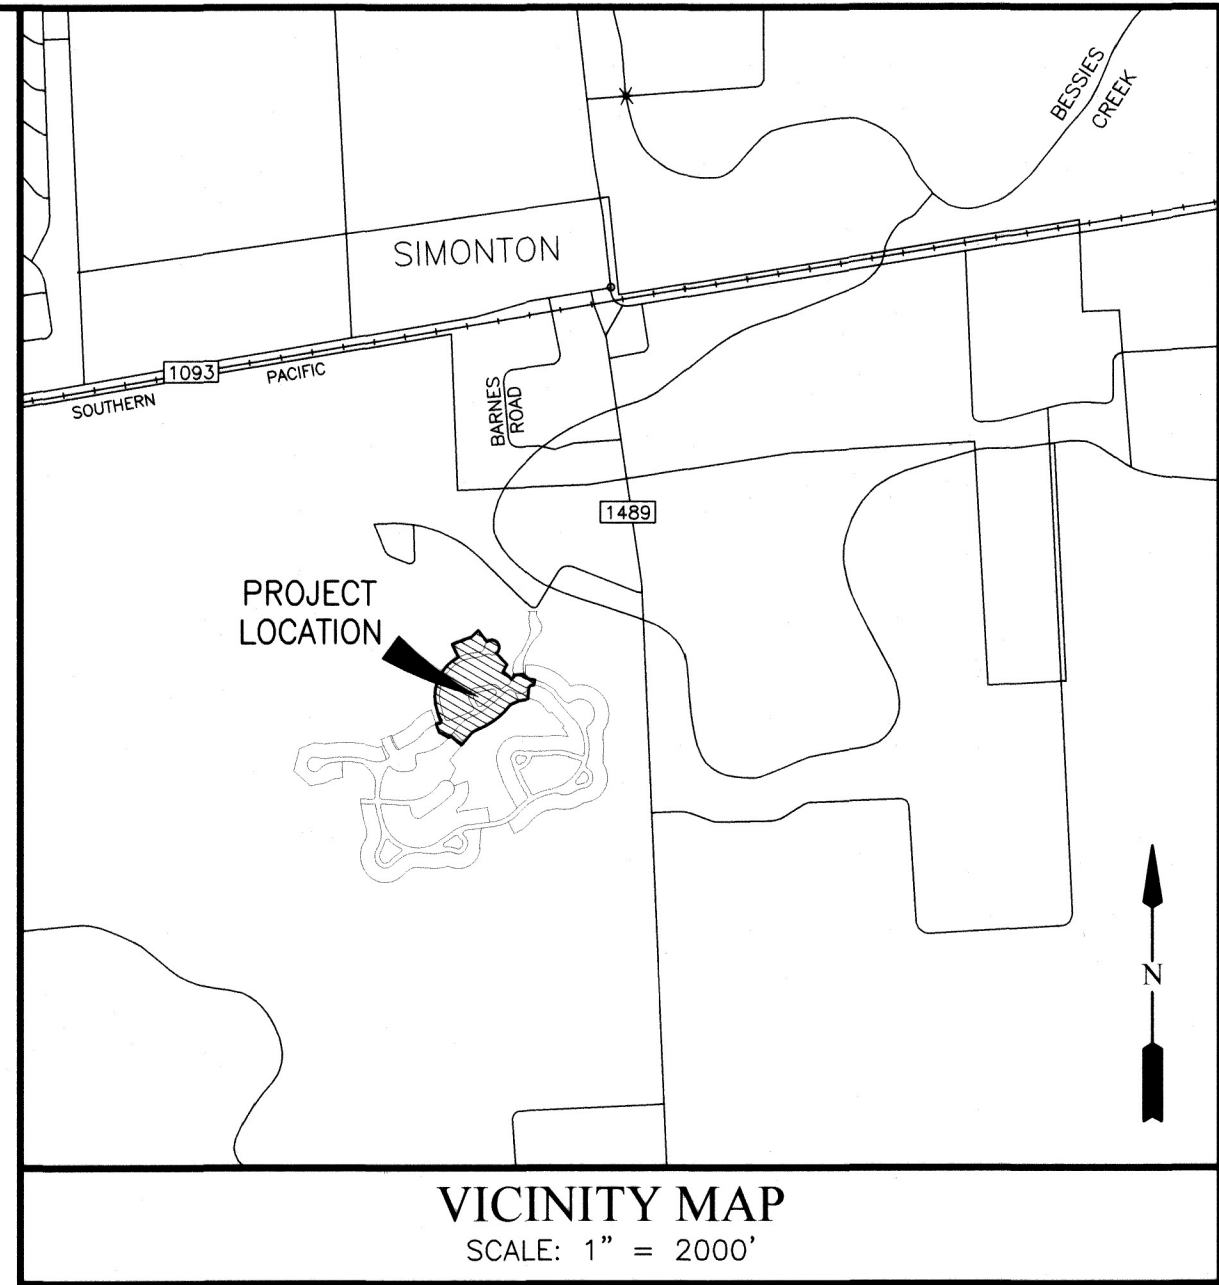 BESSIES
CREEK
SIMONTON
1093
PACIFIC
SOUTHERN
BARNES
ROAD
1489
PROJECT
LOCATION
N
VICINITY MAP
SCALE: 1" = 2000'